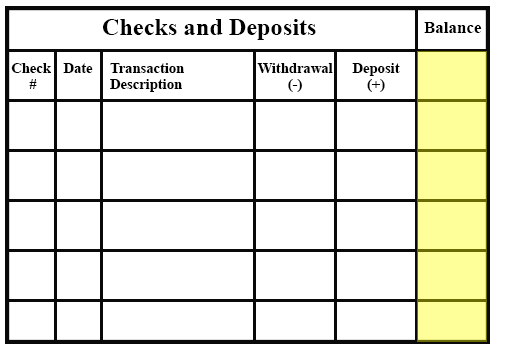 Checks and Deposits
Balance
Check
#
Date
Transaction
Description
Withdrawal
(-)
Deposit
(+)